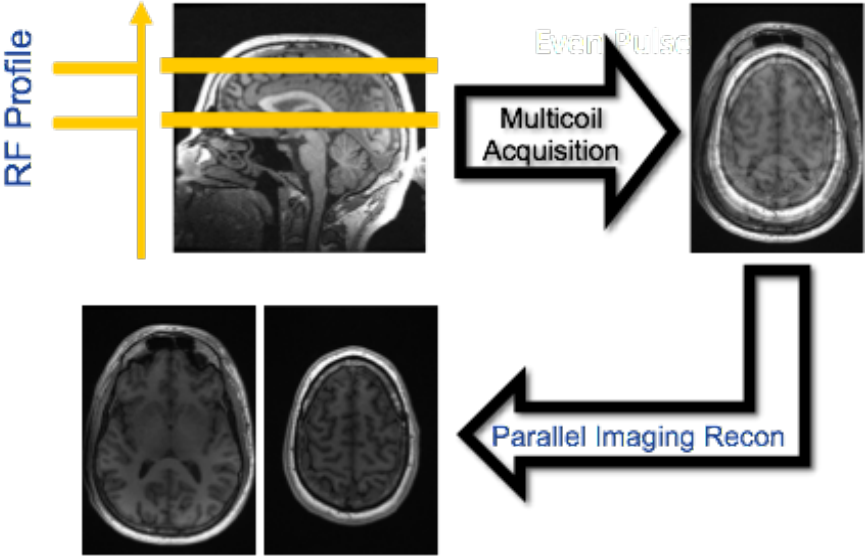 RF Profile
Even Pulse
Multicoil
Acquisition
Parallel Imaging Recon